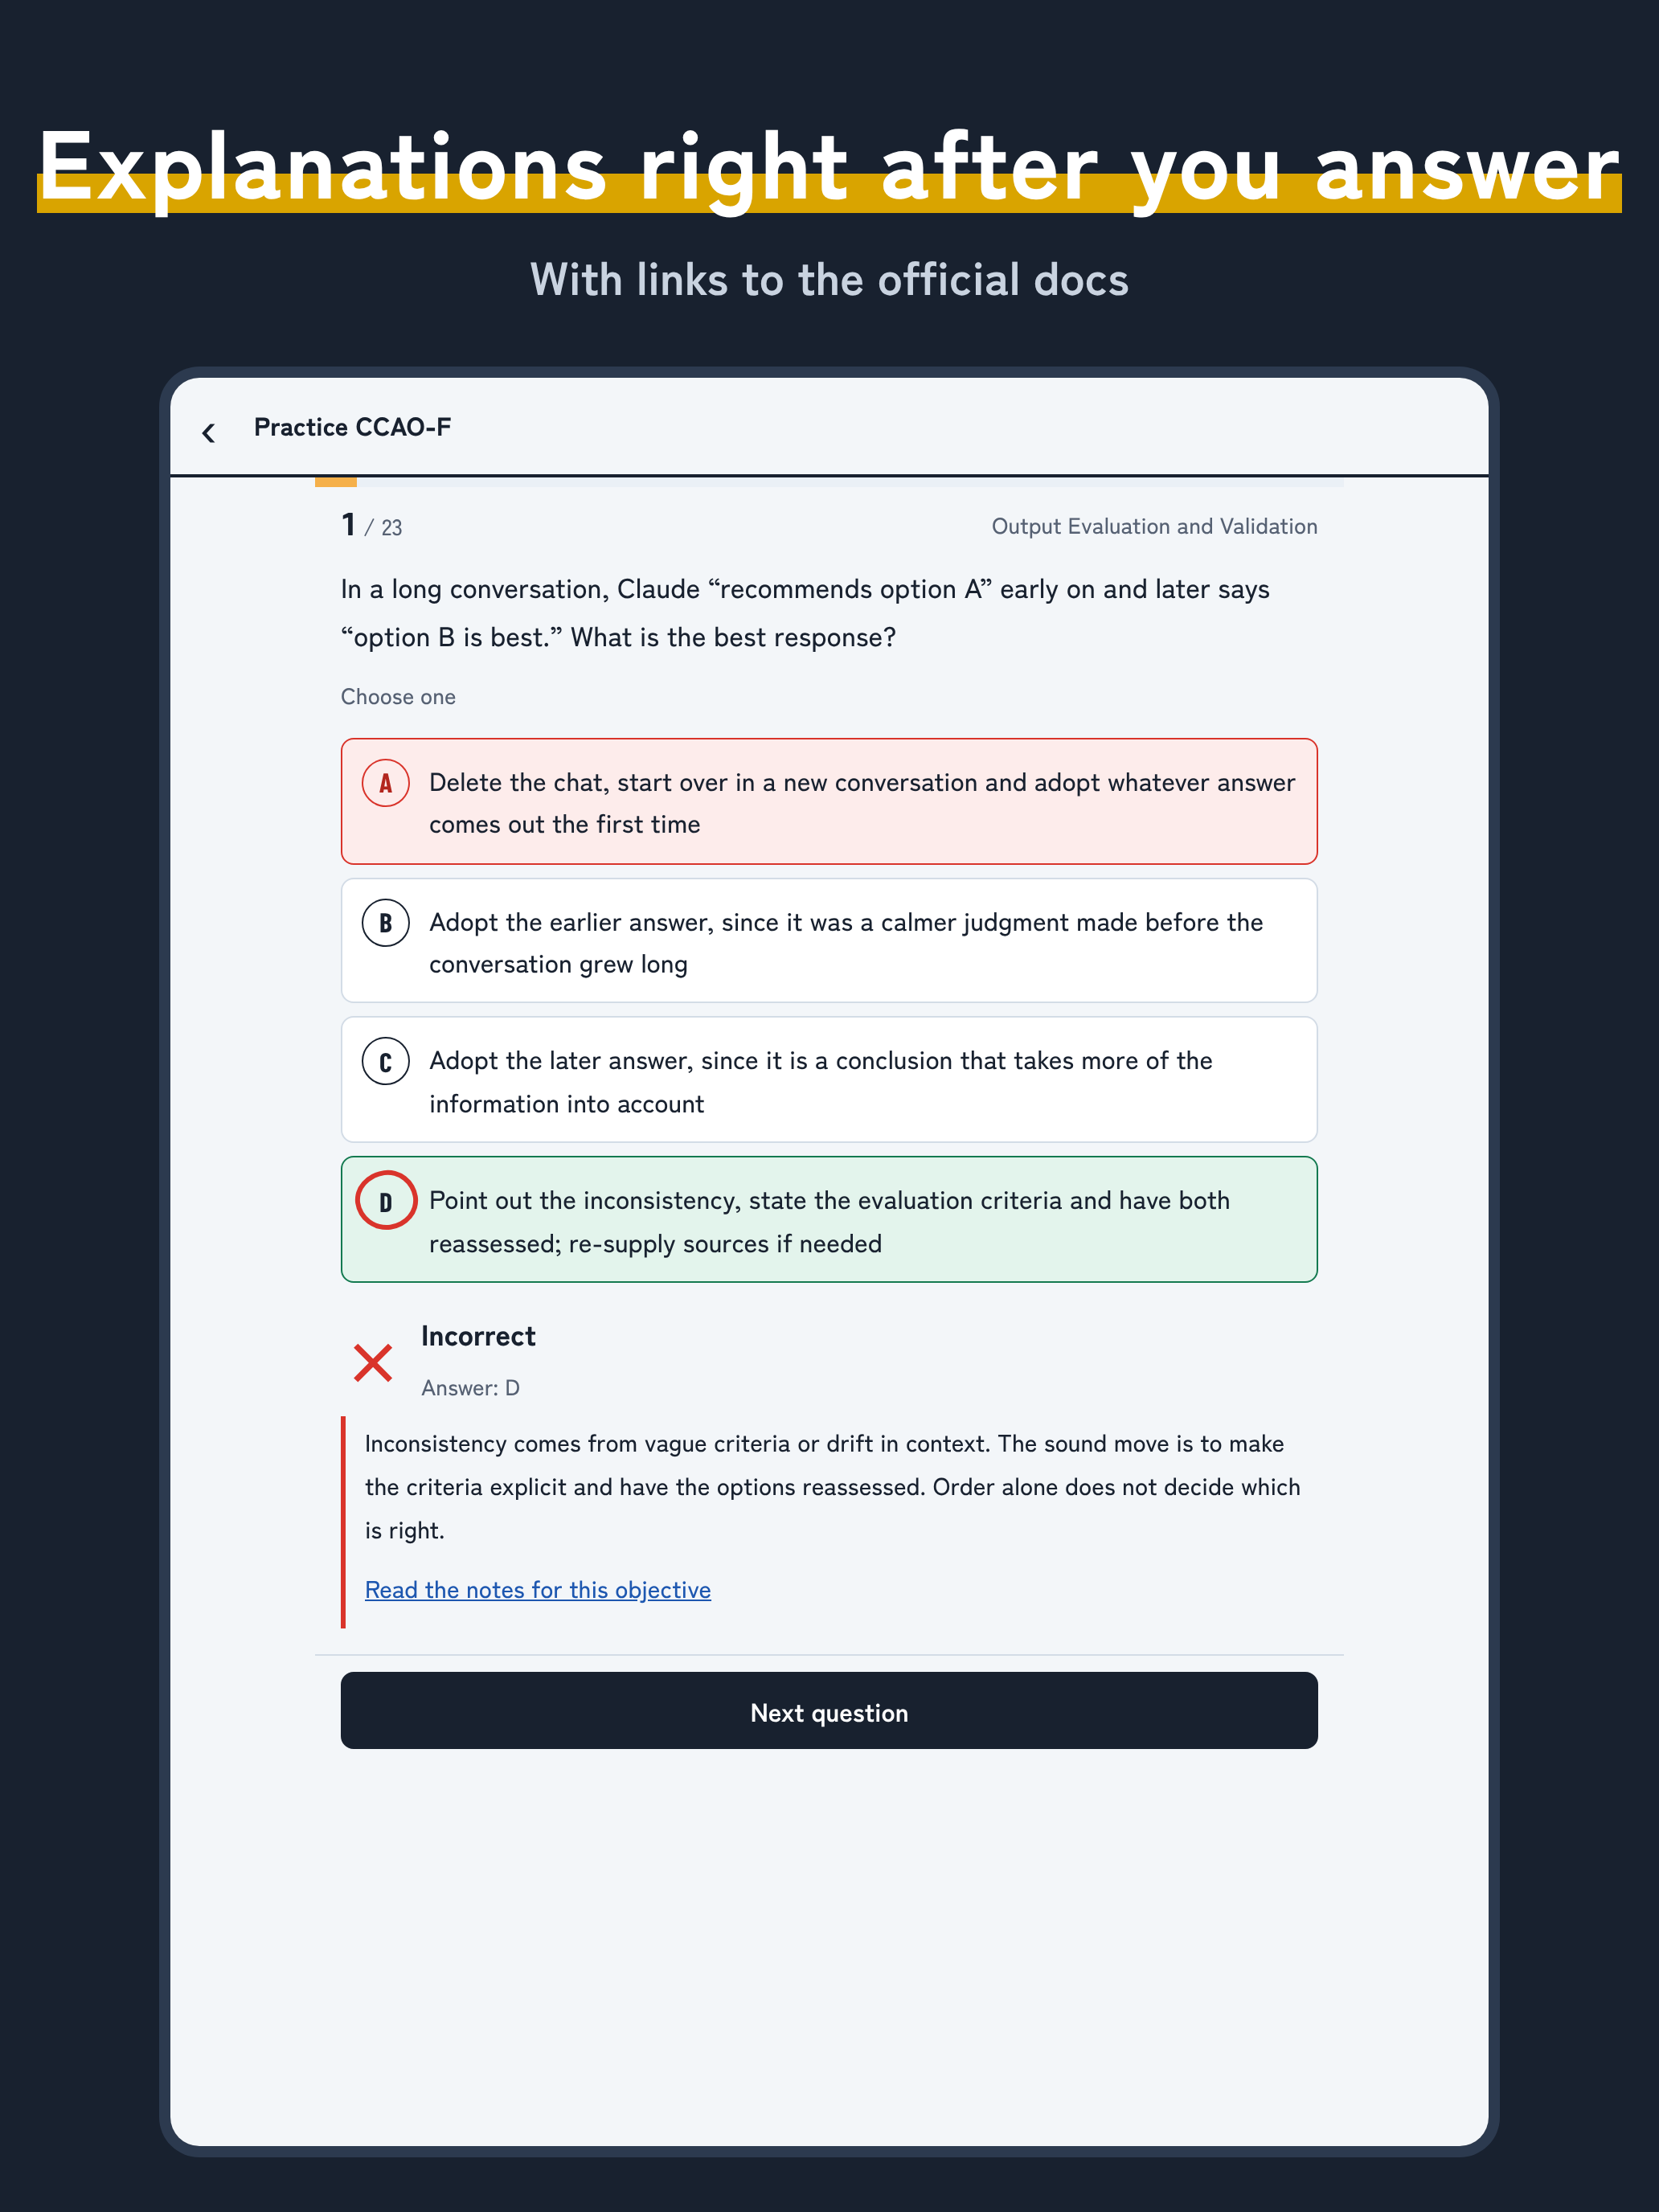 Explanations right after you answer
With links to the official docs
Practice CCAO-F
1 / 23
Output Evaluation and Validation
In a long conversation, Claude “recommends option A” early on and later says
“option B is best.” What is the best response?
Choose one
A
Delete the chat, start over in a new conversation and adopt whatever answer
comes out the first time
B
Adopt the earlier answer, since it was a calmer judgment made before the
conversation grew long
C
Adopt the later answer, since it is a conclusion that takes more of the
information into account
D
Point out the inconsistency, state the evaluation criteria and have both
reassessed; re-supply sources if needed
Incorrect
Answer: D
Inconsistency comes from vague criteria or drift in context. The sound move is to make
the criteria explicit and have the options reassessed. Order alone does not decide which
is right.
Read the notes for this objective
Next question